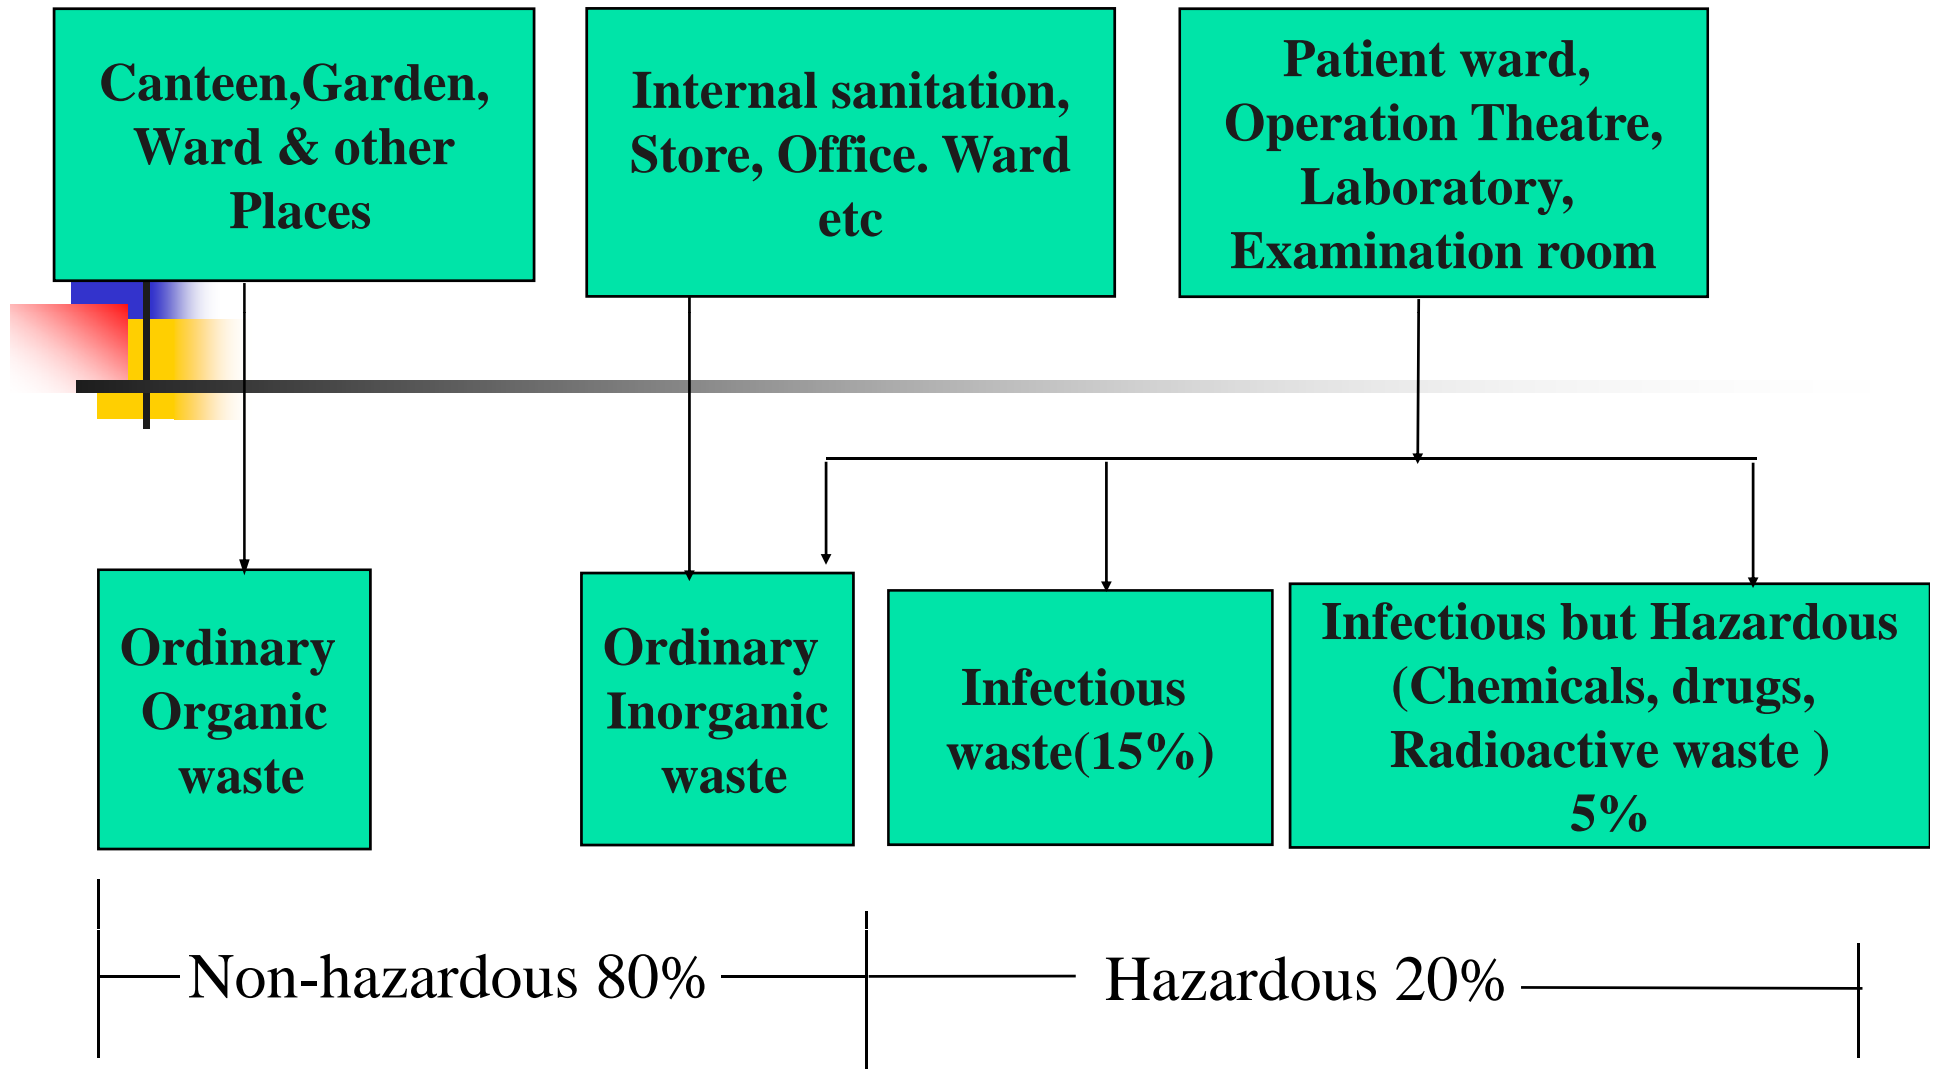 Canteen,Garden,
Ward & other
Places
Internal sanitation,
Store, Office. Ward
etc
Patient ward,
Operation Theatre,
Laboratory,
Examination room
Ordinary
Organic
waste
Ordinary
Inorganic
waste
Infectious
waste(15%)
Infectious but Hazardous
(Chemicals, drugs,
Radioactive waste )
5%
Non-hazardous 80%
Hazardous 20%